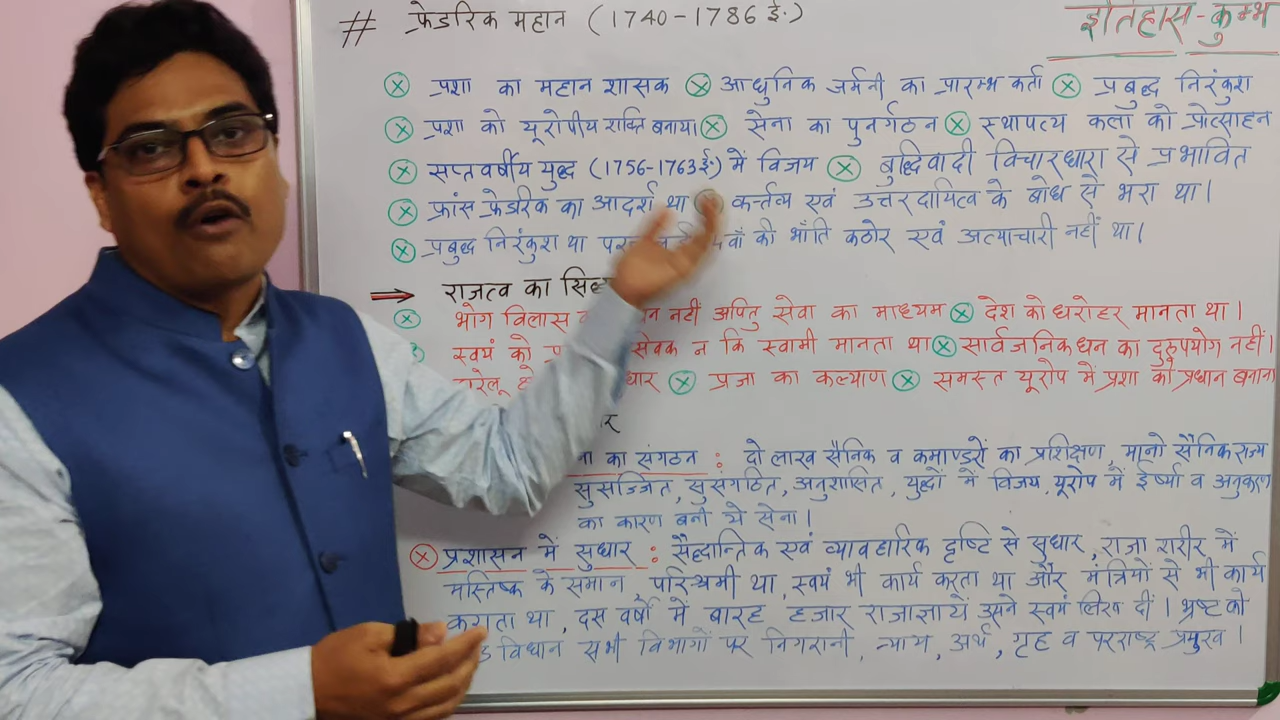 # फ्रेडरिक महान (1740-1786 ई.)
इतिहास-कुम्भ
प्रशा का महान शासक आधुनिक जर्मनी का प्रारम्भ कर्ता प्रबुद्ध निरंकुश
प्रशा को यूरोपीय शक्ति बनाया सेना का पुनर्गठन स्थापत्य कला को प्रोत्साहन
सप्तवर्षीय युद्ध (1756-1763ई.) में विजय बुद्धिवादी विचारधारा से प्रभावित
फ्रांस फ्रेडरिक का आदर्श था कर्त्तव्य एवं उत्तरदायित्व के बोध से भरा था।
प्रबुद्ध निरंकुश था की भाँति कठोर एवं अत्याचारी नहीं था।
→ राजत्व का
भोग विलास नहीं अपितु सेवा का माध्यम देश को धरोहर मानता था।
स्वयं को सेवक न कि स्वामी मानता था सार्वजनिक धन का दुरुपयोग नहीं।
प्रजा का कल्याण समस्त यूरोप में प्रशा को प्रधान बनाना
का संगठन : दो लाख सैनिक व कमाण्डरों का प्रशिक्षण, मानो सैनिक राज्य
सुसज्जित, सुसंगठित, अनुशासित, युद्धों में विजय, यूरोप में ईर्ष्या व अनुकरण
का कारण बनी ये सेना।
प्रशासन में सुधार : सैद्धान्तिक एवं व्यावहारिक दृष्टि से सुधार, राजा शरीर में
मस्तिष्क के समान, परिश्रमी था, स्वयं भी कार्य करता था और मंत्रियों से भी कार्य
कराता था, दस वर्षों में बारह हजार राजाज्ञायें उसने स्वयं लिख दीं। भ्रष्ट को
विधान सभी विभागों पर निगरानी, न्याय, अर्थ, गृह व परराष्ट्र प्रमुख।